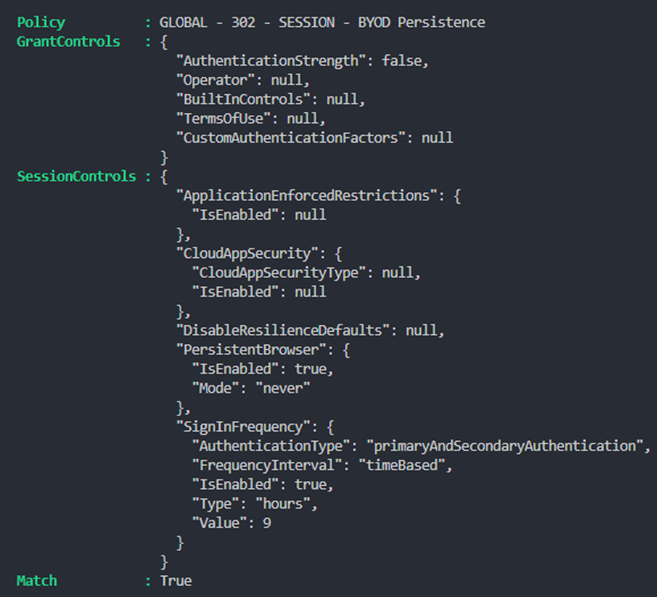 Policy : GLOBAL - 302 - SESSION - BYOD Persistence
GrantControls : {
"AuthenticationStrength": false,
"Operator": null,
"BuiltInControls": null,
"TermsOfUse": null,
"CustomAuthenticationFactors": null
}
SessionControls : {
"ApplicationEnforcedRestrictions": {
"IsEnabled": null
},
"CloudAppSecurity": {
"CloudAppSecurityType": null,
"IsEnabled": null
},
"DisableResilienceDefaults": null,
"PersistentBrowser": {
"IsEnabled": true,
"Mode": "never"
},
"SignInFrequency": {
"AuthenticationType": "primaryAndSecondaryAuthentication",
"FrequencyInterval": "timeBased",
"IsEnabled": true,
"Type": "hours",
"Value": 9
}
}
Match : True